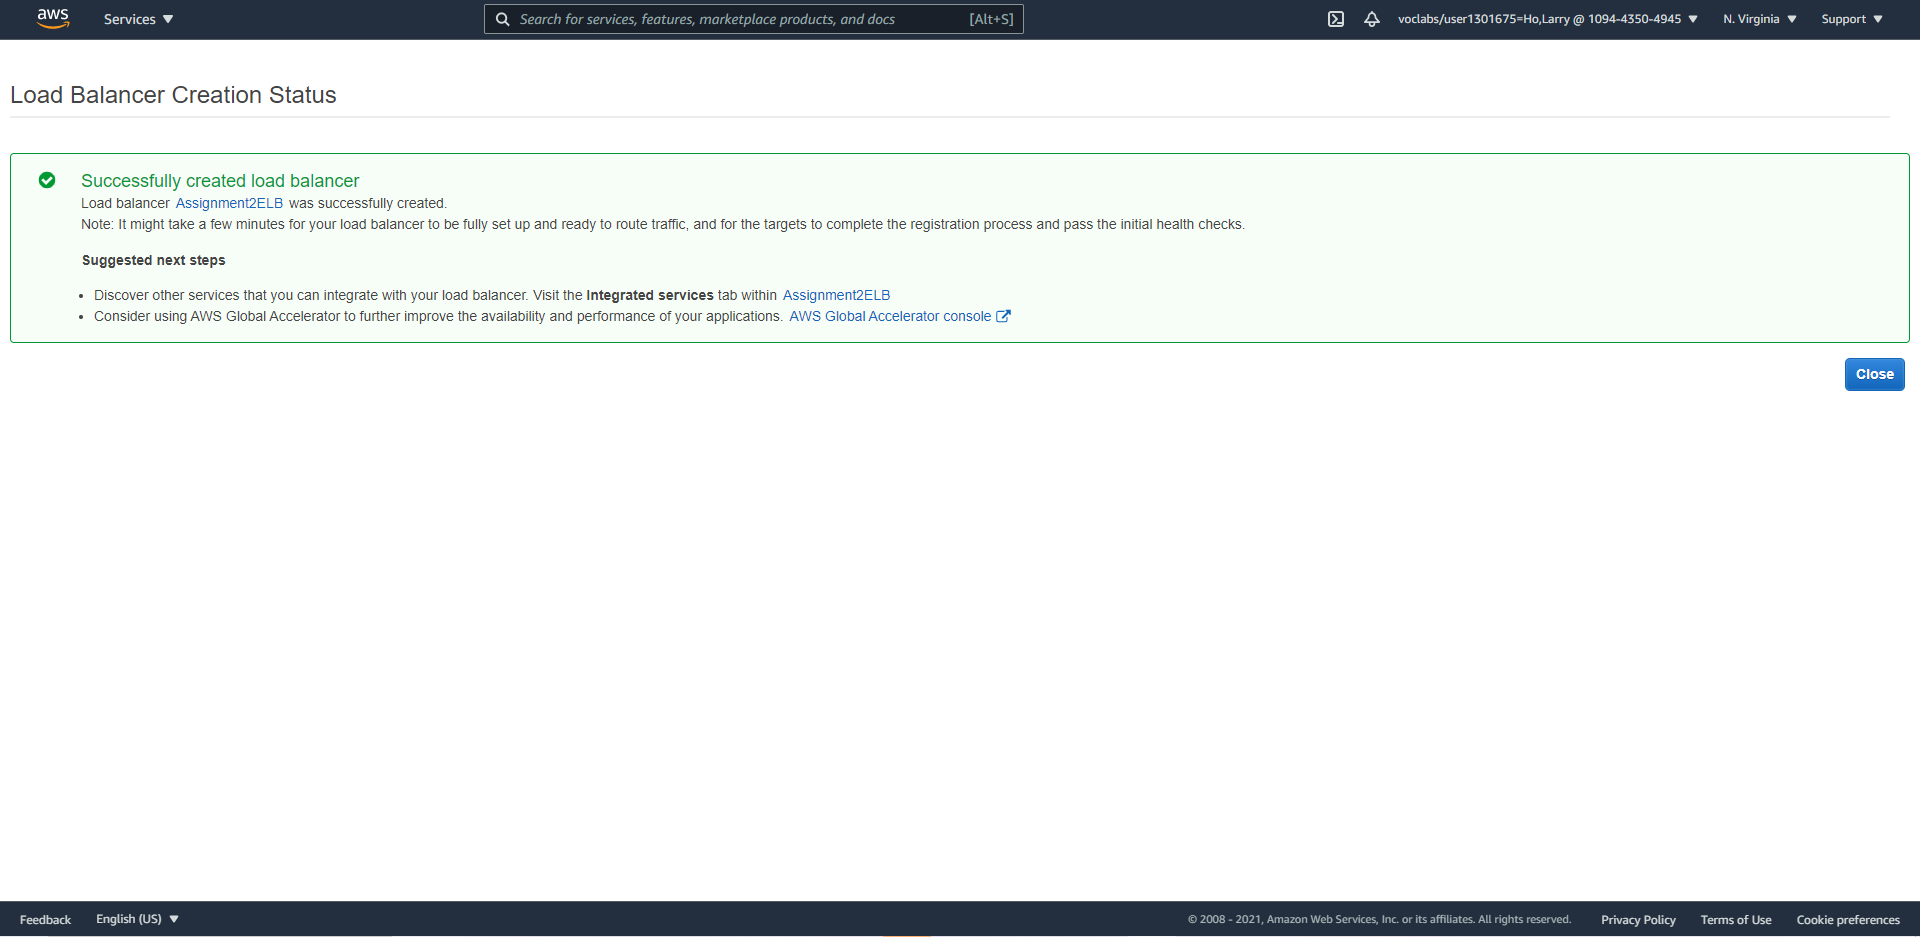 aws Services Search for services, features, marketplace products, and docs [Alt+S] voclabs/user1301675=Ho,Larry @ 1094-4350-4945 N. Virginia Support
Load Balancer Creation Status
Successfully created load balancer
Load balancer Assignment2ELB was successfully created.
Note: It might take a few minutes for your load balancer to be fully set up and ready to route traffic, and for the targets to complete the registration process and pass the initial health checks.
Suggested next steps
• Discover other services that you can integrate with your load balancer. Visit the Integrated services tab within Assignment2ELB
• Consider using AWS Global Accelerator to further improve the availability and performance of your applications. AWS Global Accelerator console
Close
Feedback English (US) © 2008 - 2021, Amazon Web Services, Inc. or its affiliates. All rights reserved. Privacy Policy Terms of Use Cookie preferences